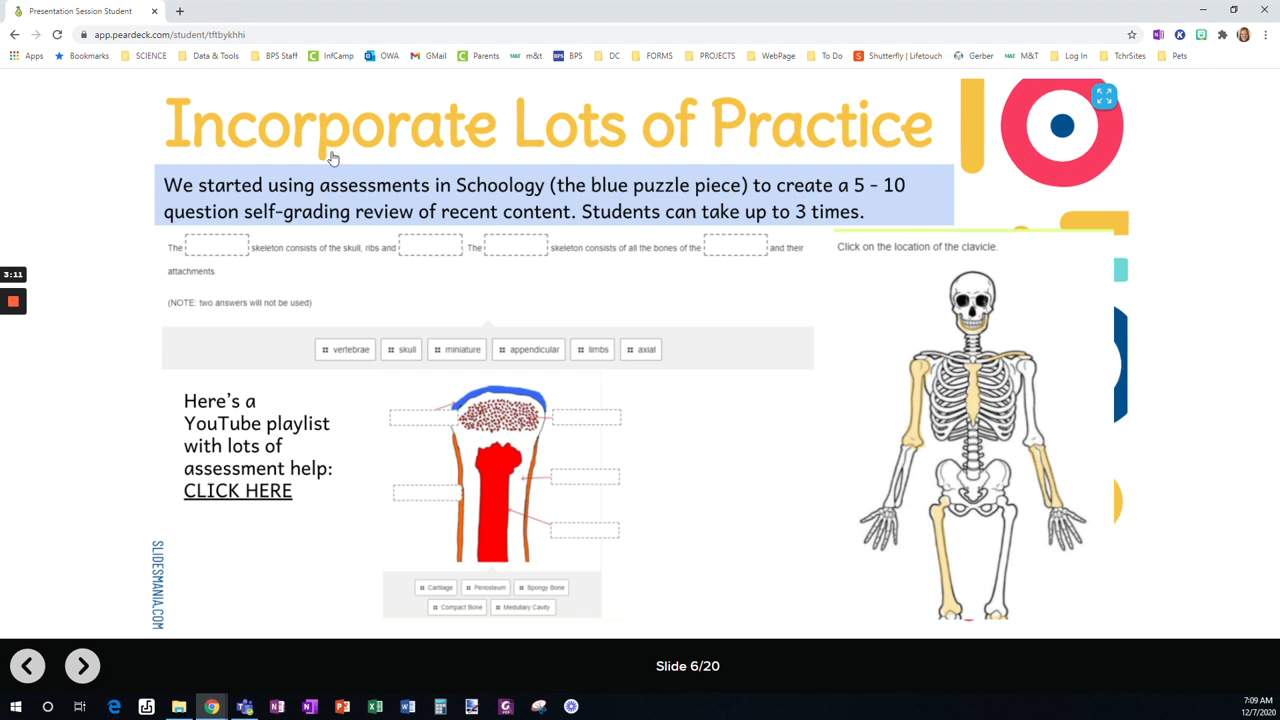 Presentation Session Student
app.peardeck.com/student/tftbykhhi
Apps Bookmarks SCIENCE Data & Tools BPS Staff InfCamp OWA GMail Parents m&t BPS DC FORMS PROJECTS WebPage To Do Shutterfly | Lifetouch Gerber M&T Log In TchrSites Pets
Incorporate Lots of Practice
We started using assessments in Schoology (the blue puzzle piece) to create a 5 - 10
question self-grading review of recent content. Students can take up to 3 times.
The skeleton consists of the skull, ribs and . The skeleton consists of all the bones of the and their
attachments.
(NOTE: two answers will not be used)
vertebrae skull miniature appendicular limbs axial
Click on the location of the clavicle.
3:11
Here's a
YouTube playlist
with lots of
assessment help:
CLICK HERE
Cartilage Periosteum Spongy Bone
Compact Bone Medullary Cavity
SLIDESMANIA.COM
Slide 6/20
7:09 AM
12/7/2020